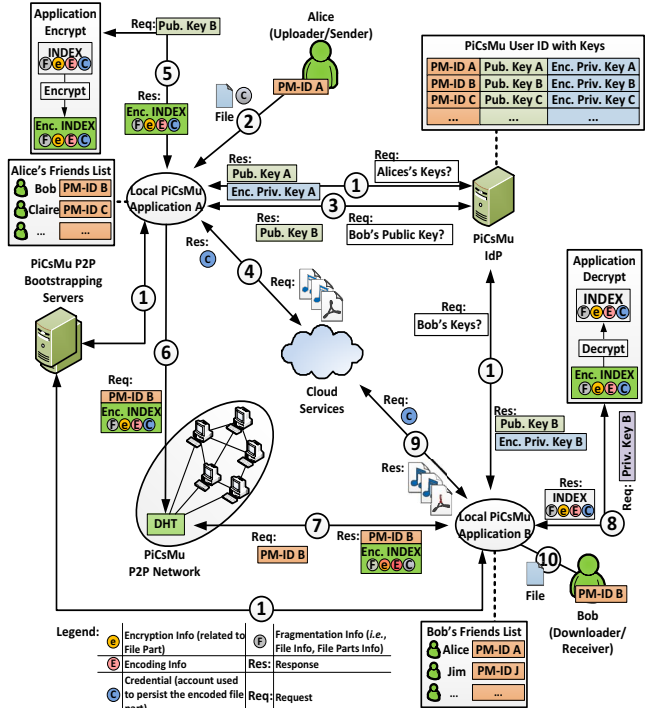 Application
Encrypt
INDEX
F e E C
Encrypt
Enc. INDEX
F e E C
Req: Pub. Key B
5
Res:
Enc. INDEX
F e E C
Alice
(Uploader/
Sender)
PM-ID A
File
C
2
PiCsMu User ID with Keys
PM-ID A Pub. Key A Enc. Priv. Key A
PM-ID B Pub. Key B Enc. Priv. Key B
PM-ID C Pub. Key C Enc. Priv. Key C
... ... ...
Alice's Friends List
Bob PM-ID B
Claire PM-ID C
... ...
Local PiCsMu
Application A
Res:
Pub. Key A
Enc. Priv. Key A
1
Req:
Alices's Keys?
3
Res:
Pub. Key B
Req:
Bob's Public Key?
PiCsMu
IdP
PiCsMu P2P
Bootstrapping
Servers
1
Res:
C
4
Req:
Cloud
Services
6
Req:
PM-ID B
Enc. INDEX
F e E C
Req:
Bob's Keys?
1
Res:
Pub. Key B
Enc. Priv. Key B
Application
Decrypt
INDEX
F e E C
Decrypt
Enc. INDEX
F e E C
Req:
C
9
Res:
Res:
INDEX
F e E C
Req: Priv. Key B
8
DHT
PiCsMu
P2P Network
7
Req:
PM-ID B
Res: PM-ID B
Enc. INDEX
F e E C
Local PiCsMu
Application B
10
File
PM-ID B
Bob
(Downloader/
Receiver)
1
Bob's Friends List
Alice PM-ID A
Jim PM-ID J
... ...
Legend:
e Encryption Info (related to
File Part)
F Fragmentation Info (i.e.,
File Info, File Parts Info)
E Encoding Info
Res: Response
C Credential (account used
to persist the encoded file
part)
Req: Request